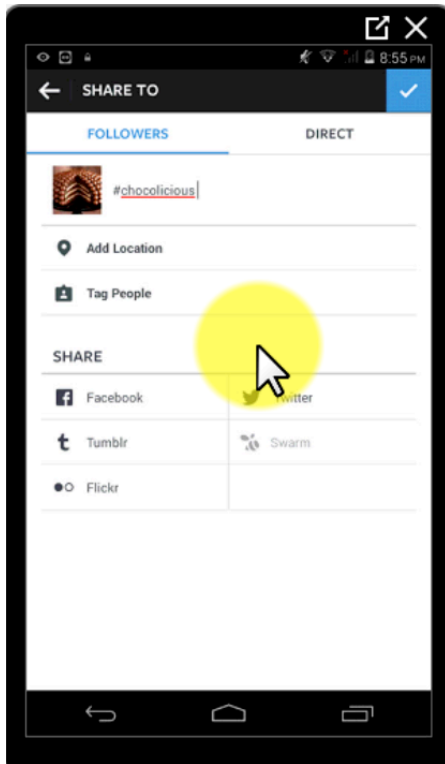 8:55 PM
SHARE TO
FOLLOWERS DIRECT
#chocolicious
Add Location
Tag People
SHARE
Facebook Twitter
Tumblr Swarm
Flickr